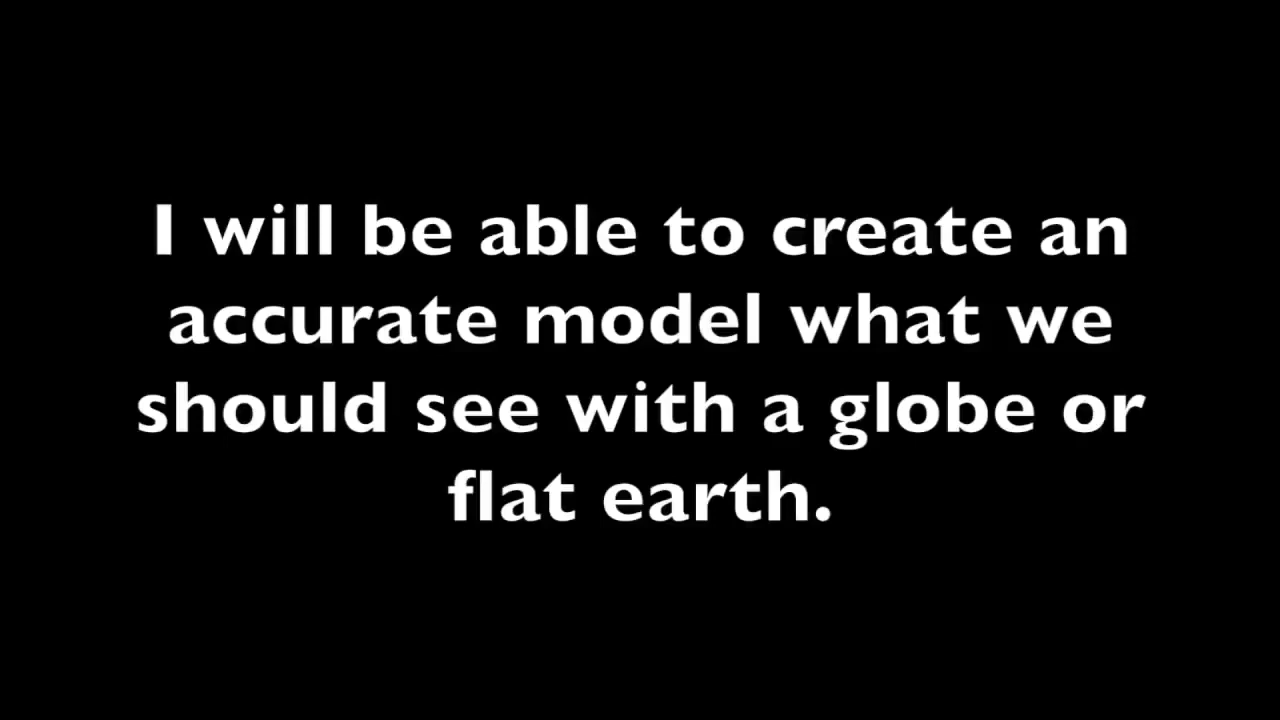 I will be able to create an
accurate model what we
should see with a globe or
flat earth.